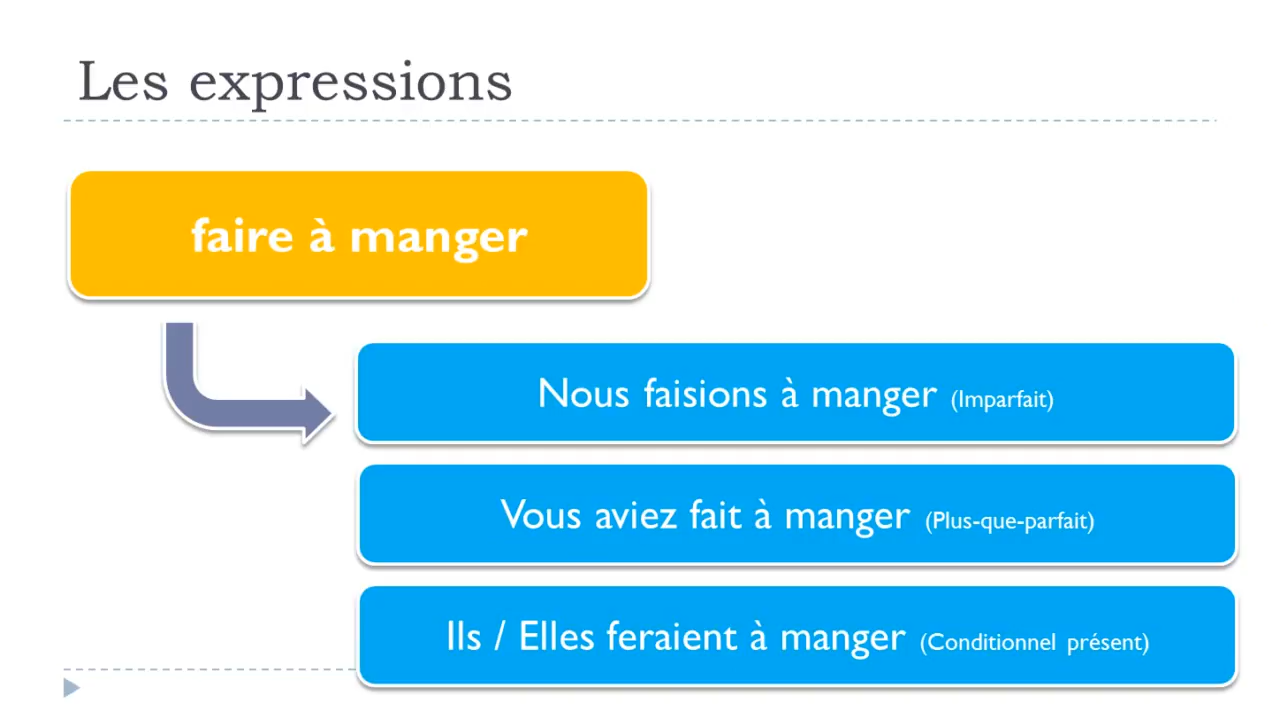 Les expressions
faire à manger
Nous faisions à manger (Imparfait)
Vous aviez fait à manger (Plus-que-parfait)
Ils / Elles feraient à manger (Conditionnel présent)